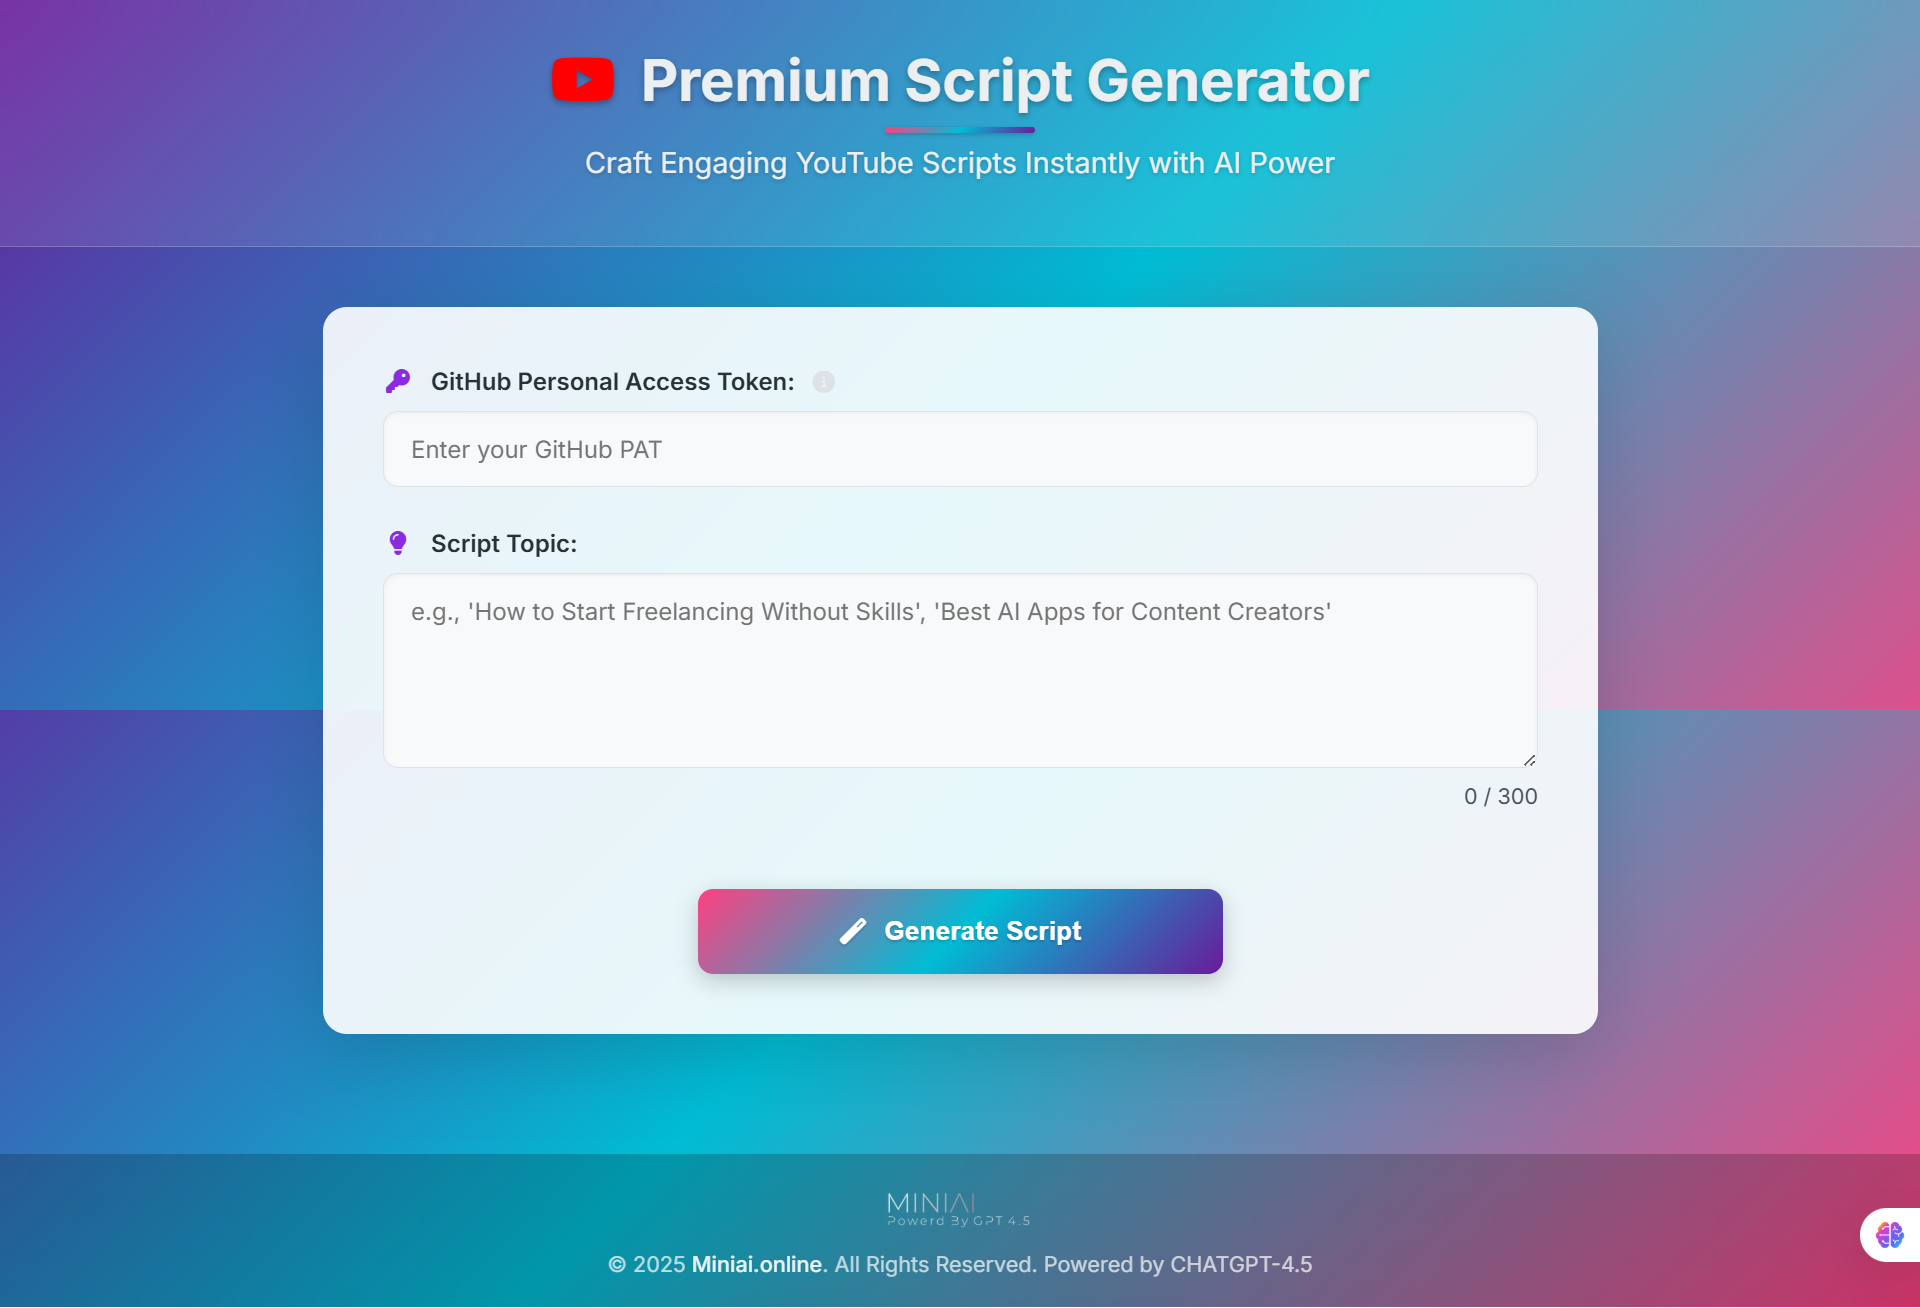 Premium Script Generator
Craft Engaging YouTube Scripts Instantly with AI Power
GitHub Personal Access Token:
Enter your GitHub PAT
Script Topic:
e.g., 'How to Start Freelancing Without Skills', 'Best AI Apps for Content Creators'
0 / 300
Generate Script
MINIAI
Powerd By GPT 4.5
© 2025 Miniai.online. All Rights Reserved. Powered by CHATGPT-4.5